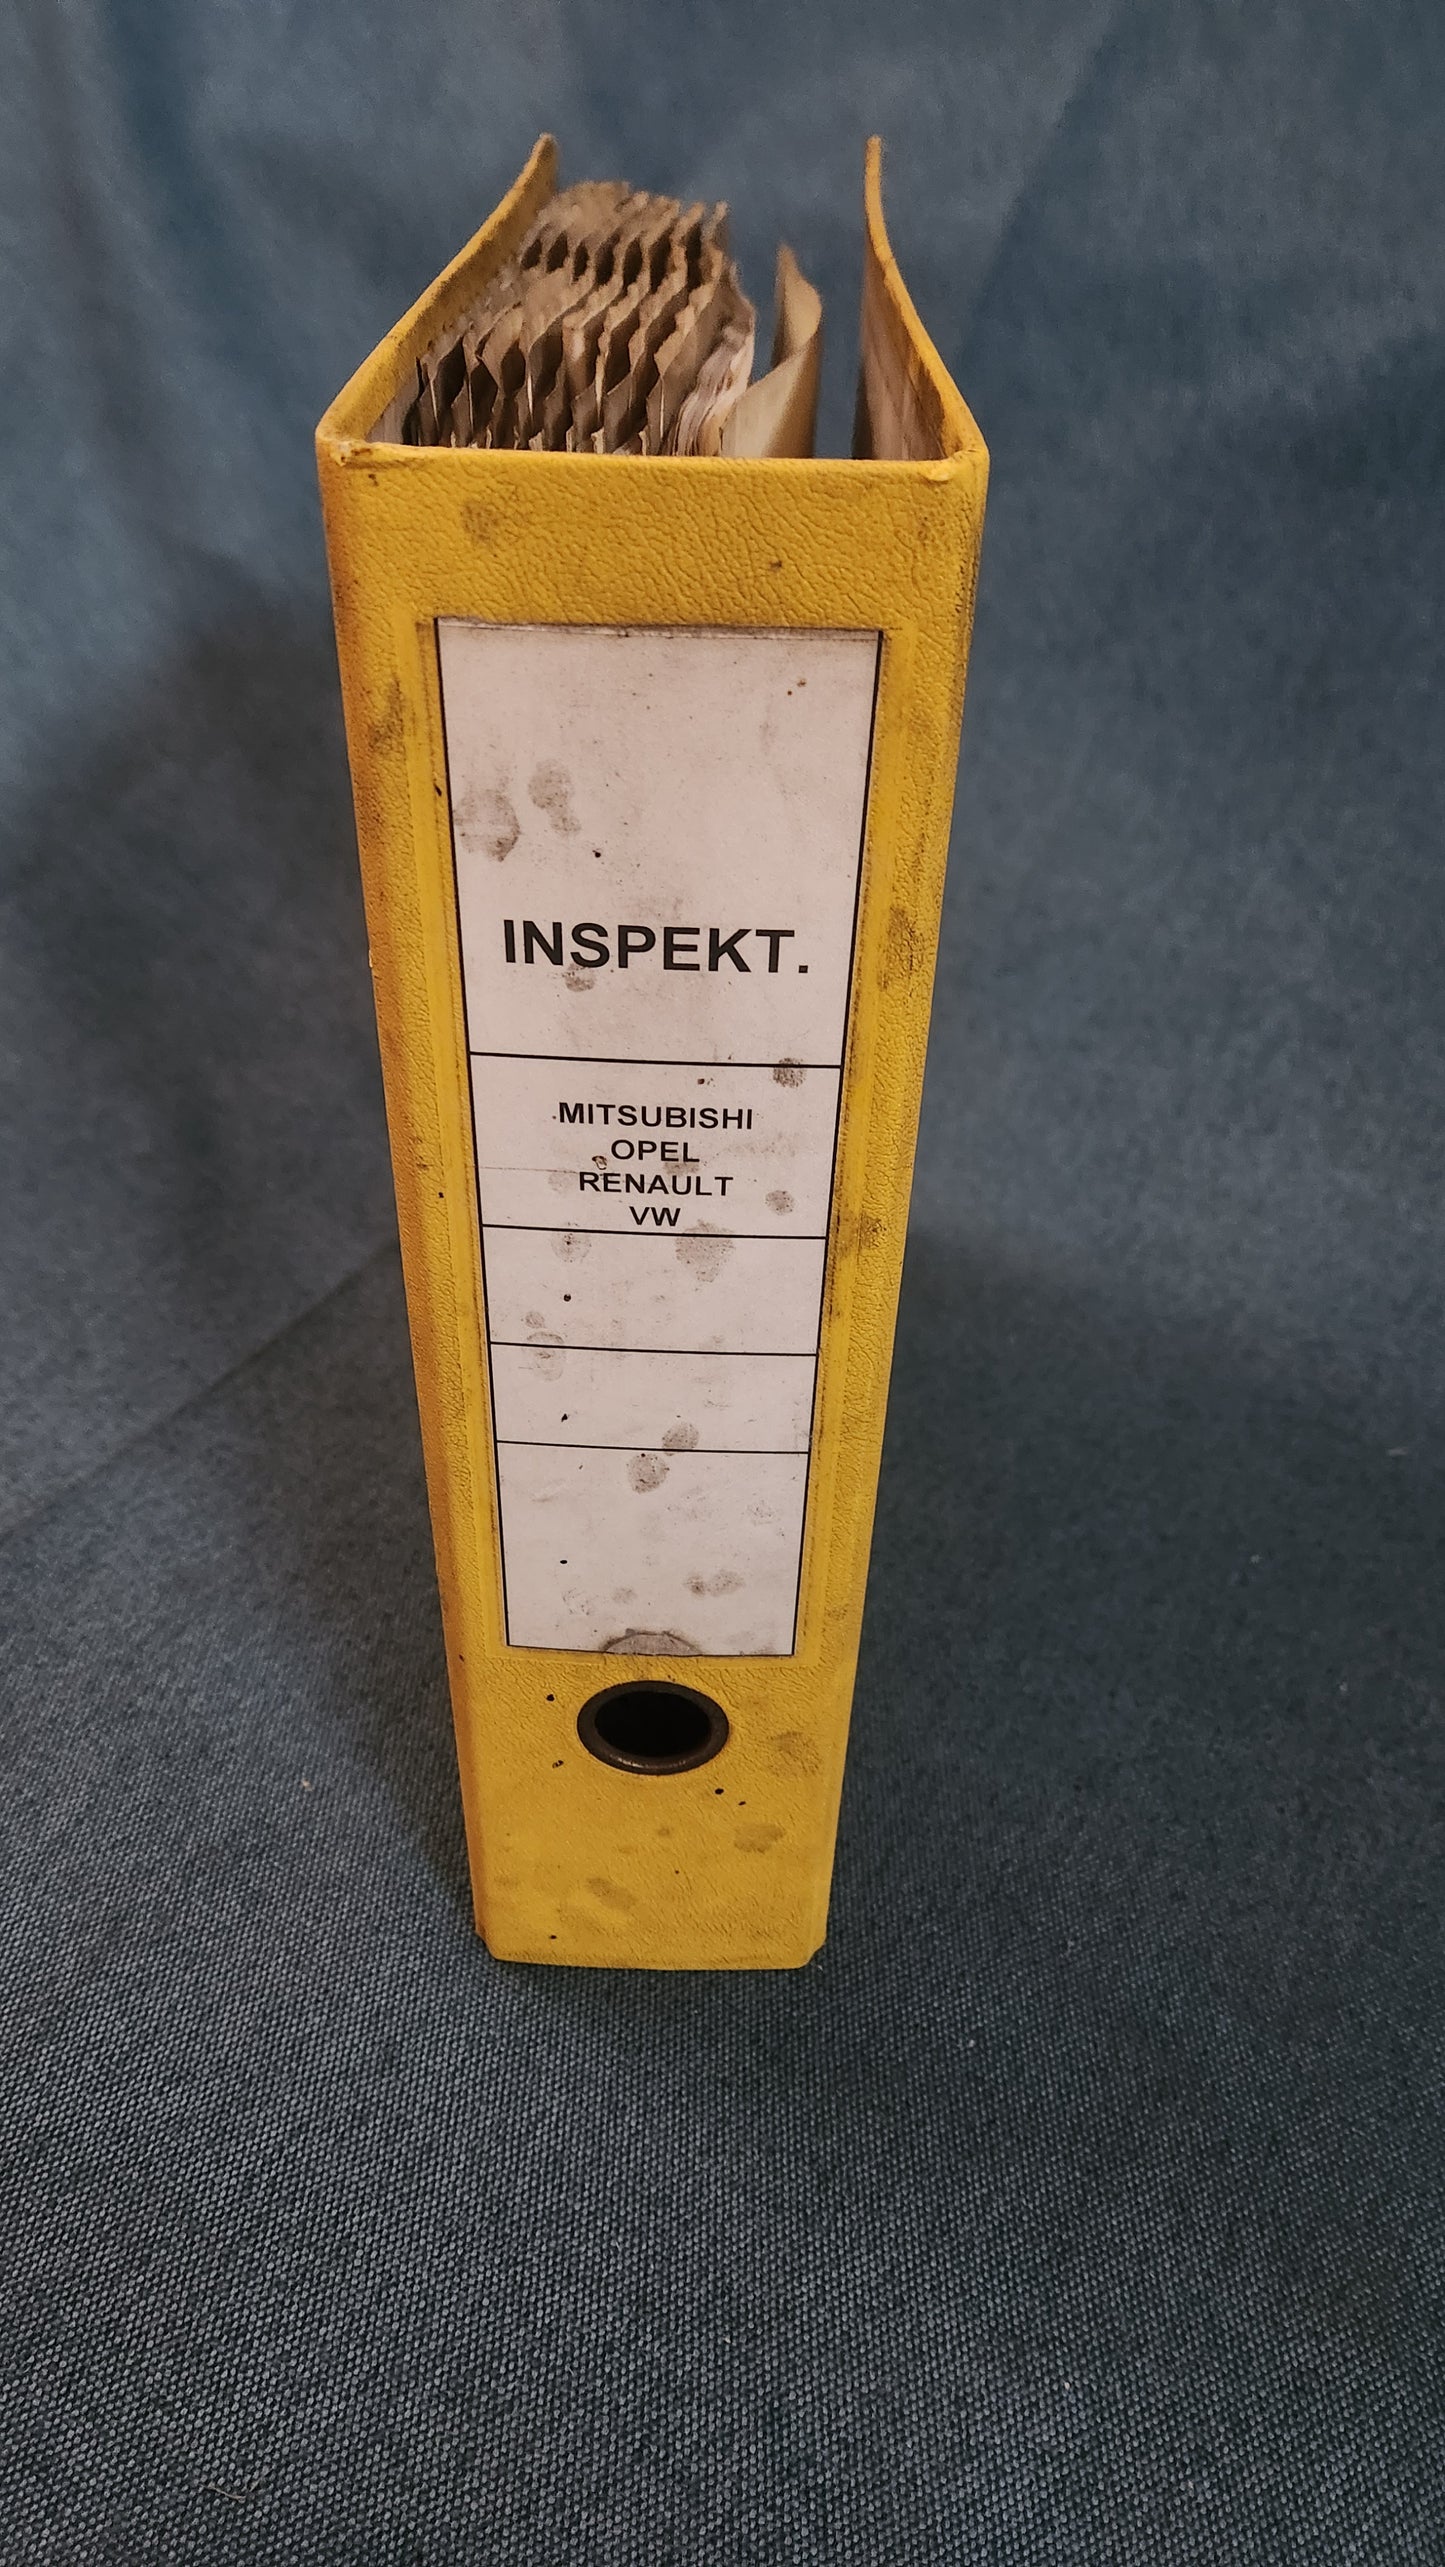 INSPEKT.
MITSUBISHI
OPEL
RENAULT
VW